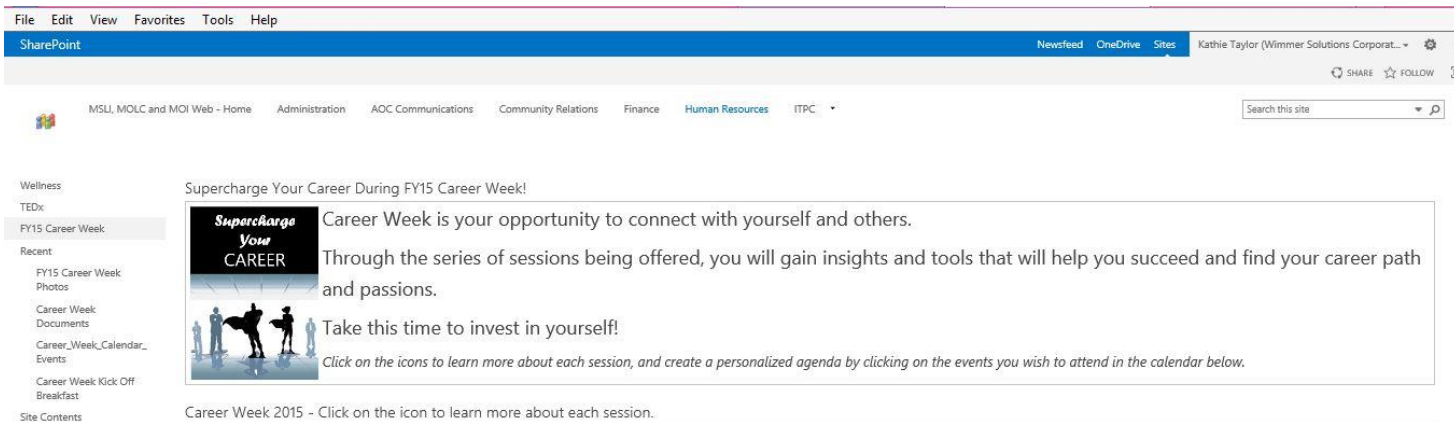 File Edit View Favorites Tools Help
SharePoint
Newsfeed OneDrive Sites Kathie Taylor (Wimmer Solutions Corporat...
SHARE FOLLOW
MSLI, MOLC and MOI Web - Home Administration AOC Communications Community Relations Finance Human Resources ITPC
Search this site
Wellness
TEDx
FY15 Career Week
Recent
FY15 Career Week
Photos
Career Week
Documents
Career_Week_Calendar_
Events
Career Week Kick Off
Breakfast
Site Contents
Supercharge Your Career During FY15 Career Week!
Supercharge
Your
CAREER
Career Week is your opportunity to connect with yourself and others.
Through the series of sessions being offered, you will gain insights and tools that will help you succeed and find your career path
and passions.
Take this time to invest in yourself!
Click on the icons to learn more about each session, and create a personalized agenda by clicking on the events you wish to attend in the calendar below.
Career Week 2015 - Click on the icon to learn more about each session.